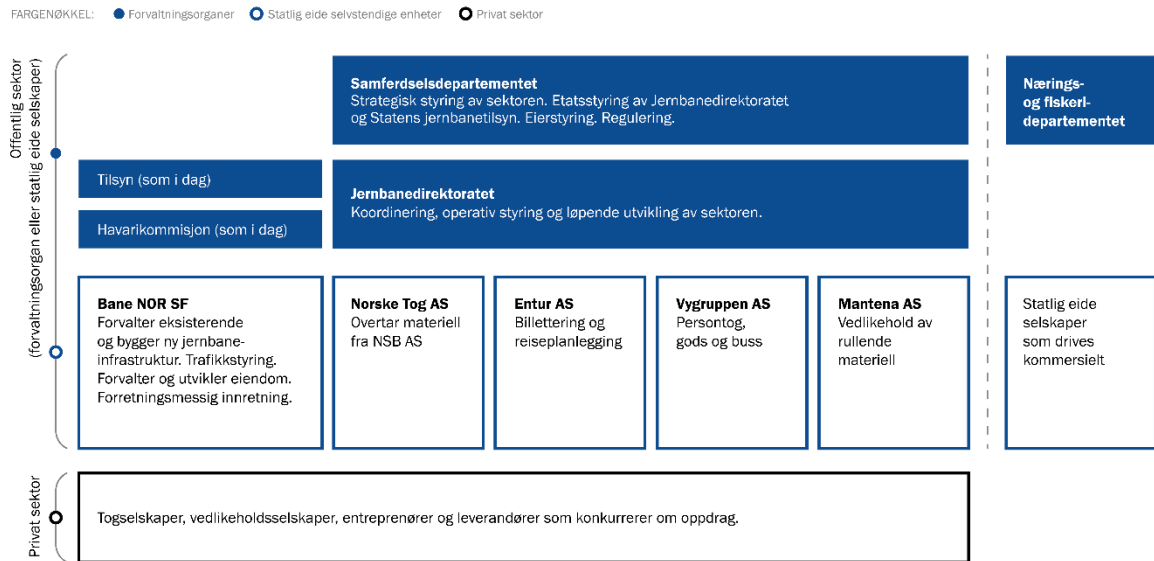 FARGENØKKEL: Forvaltningsorganer Statlig eide selvstendige enheter Privat sektor
Offentlig sektor
(forvaltningsorgan eller statlig eide selskaper)
Samferdselsdepartementet
Strategisk styring av sektoren. Etatsstyring av Jernbanedirektoratet
og Statens jernbanetilsyn. Eierstyring. Regulering.
Nærings-
og fiskeri-
departementet
Tilsyn (som i dag)
Havarikommisjon (som i dag)
Jernbanedirektoratet
Koordinering, operativ styring og løpende utvikling av sektoren.
Bane NOR SF
Forvalter eksisterende
og bygger ny jernbane-
infrastruktur. Trafikkstyring.
Forvalter og utvikler eiendom.
Forretningsmessig innretning.
Norske Tog AS
Overtar materiell
fra NSB AS
Entur AS
Billettering og
reiseplanlegging
Vygruppen AS
Persontog,
gods og buss
Mantena AS
Vedlikehold av
rullende
materiell
Statlig eide
selskaper
som drives
kommersielt
Privat sektor
Togselskaper, vedlikeholdsselskaper, entreprenører og leverandører som konkurrerer om oppdrag.